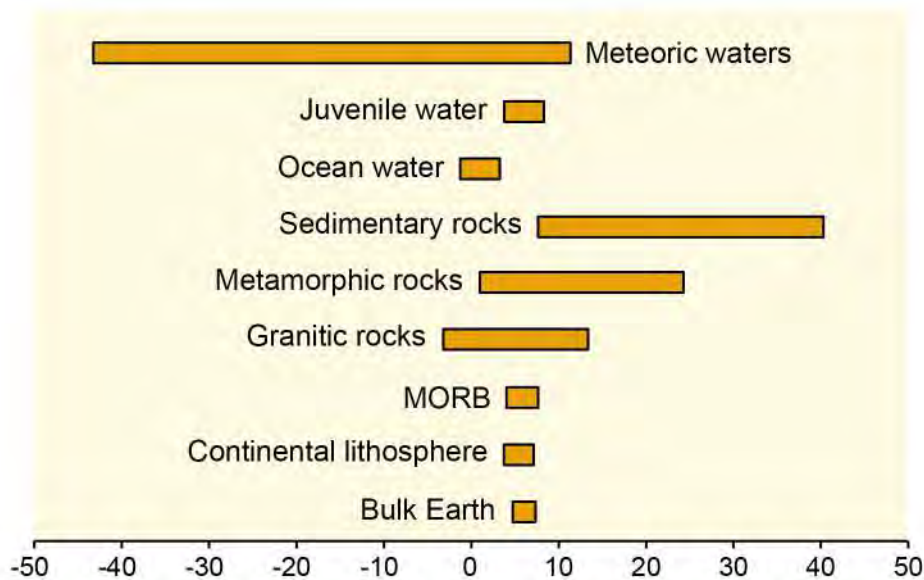 Meteoric waters
Juvenile water
Ocean water
Sedimentary rocks
Metamorphic rocks
Granitic rocks
MORB
Continental lithosphere
Bulk Earth
-50 -40 -30 -20 -10 0 10 20 30 40 50